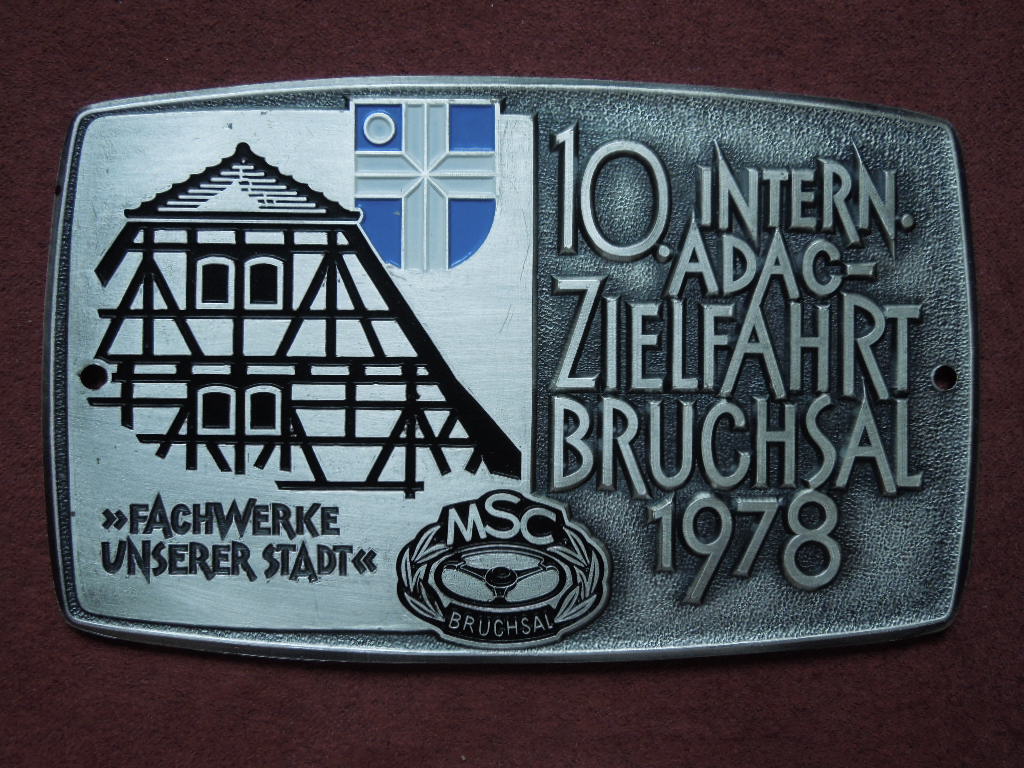 10. INTERN.
ADAC-
ZIELFAHRT
BRUCHSAL
1978
»FACHWERKE
UNSERER STADT«
MSC
BRUCHSAL